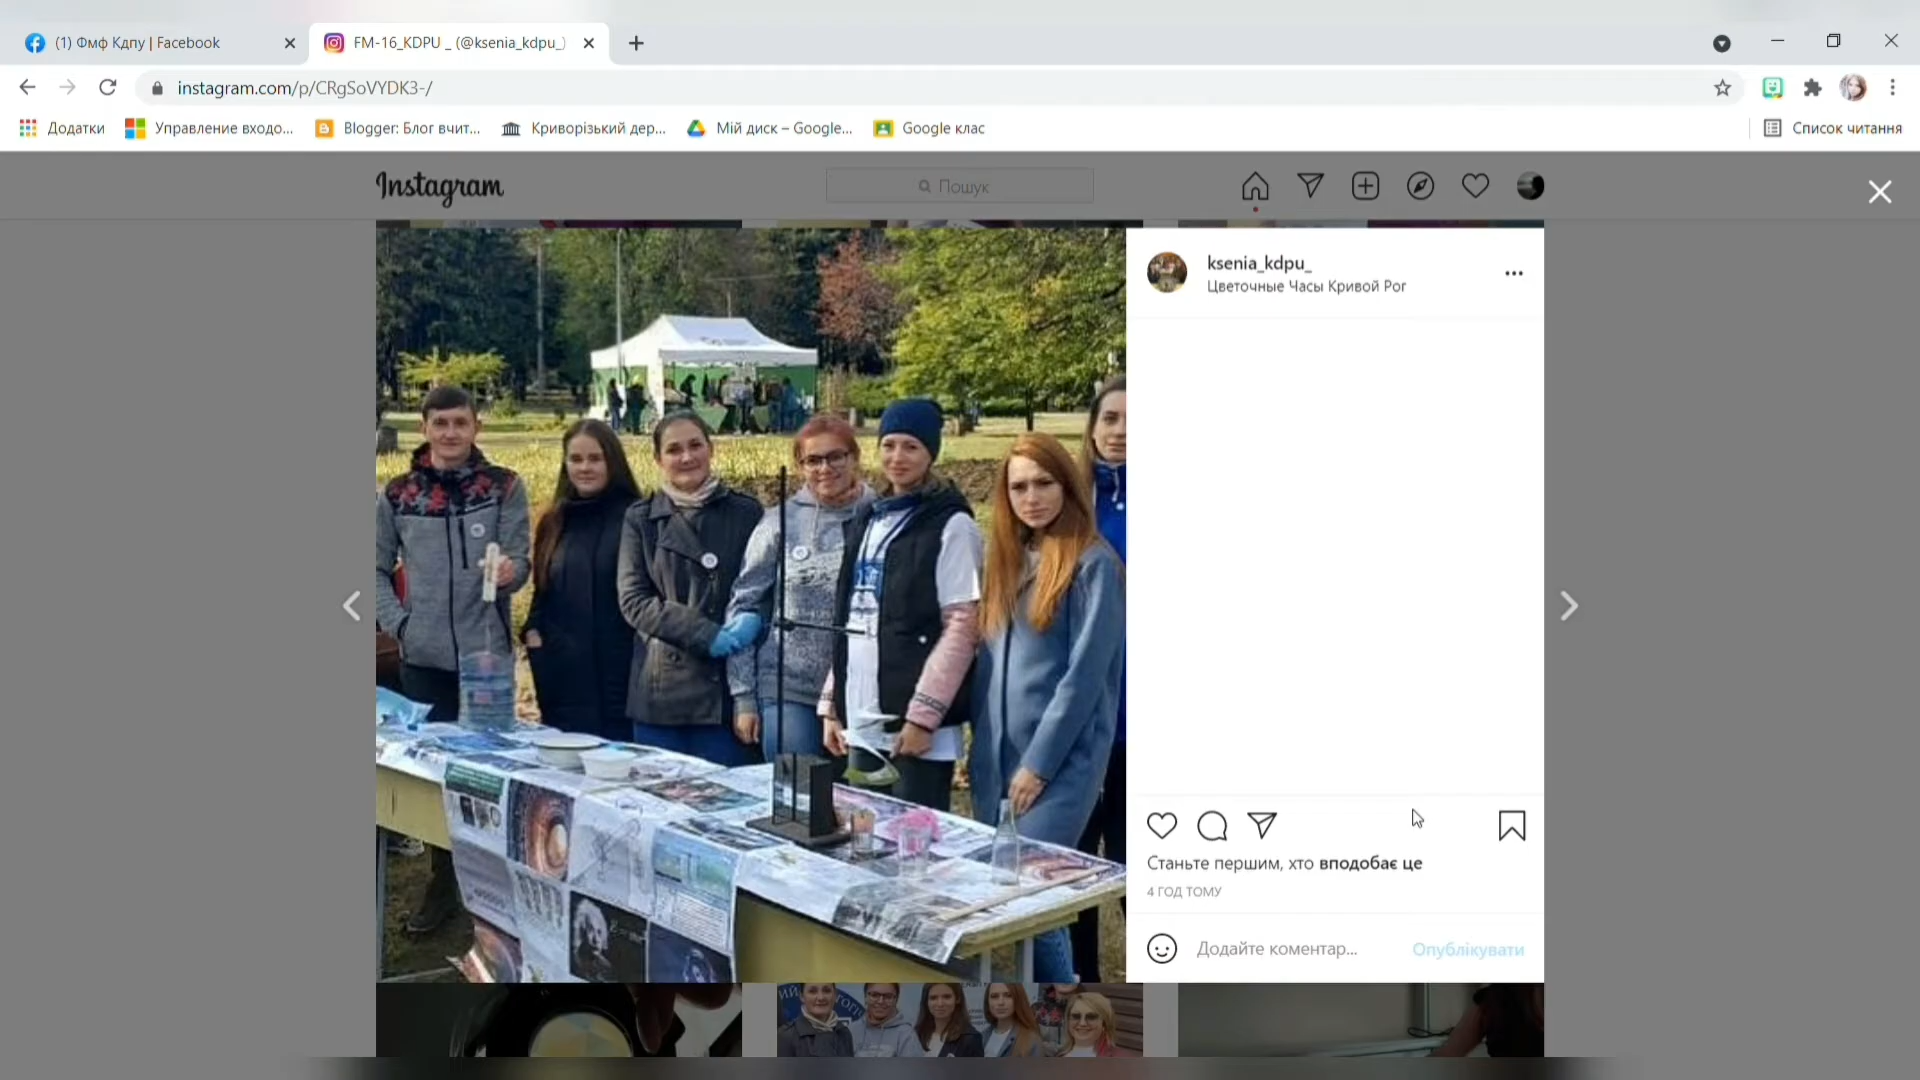 (1) Фмф Кдпу | Facebook
FM-16_KDPU _ (@ksenia_kdpu_)
instagram.com/p/CRgSoVYDK3-/
Додатки
Управление входо...
Blogger: Блог вчит...
Криворізький дер...
Мій диск – Google...
Google клас
Список читання
Instagram
Пошук
ksenia_kdpu_
Цветочные Часы Кривой Рог
Станьте першим, хто вподобає це
4 ГОД ТОМУ
Додайте коментар...
Опублікувати